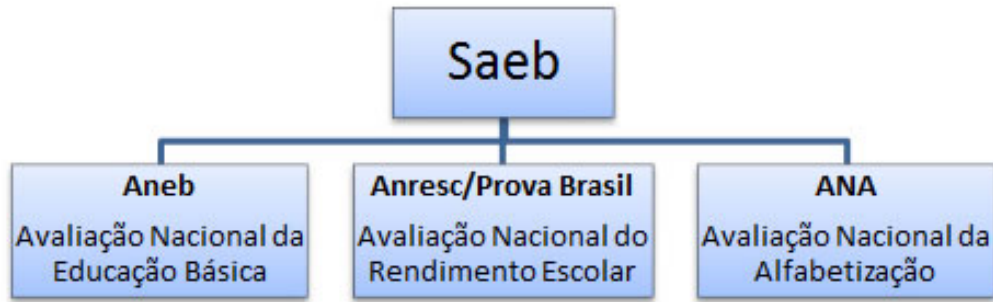 Saeb
Aneb
Avaliação Nacional da
Educação Básica
Anresc/Prova Brasil
Avaliação Nacional do
Rendimento Escolar
ANA
Avaliação Nacional da
Alfabetização